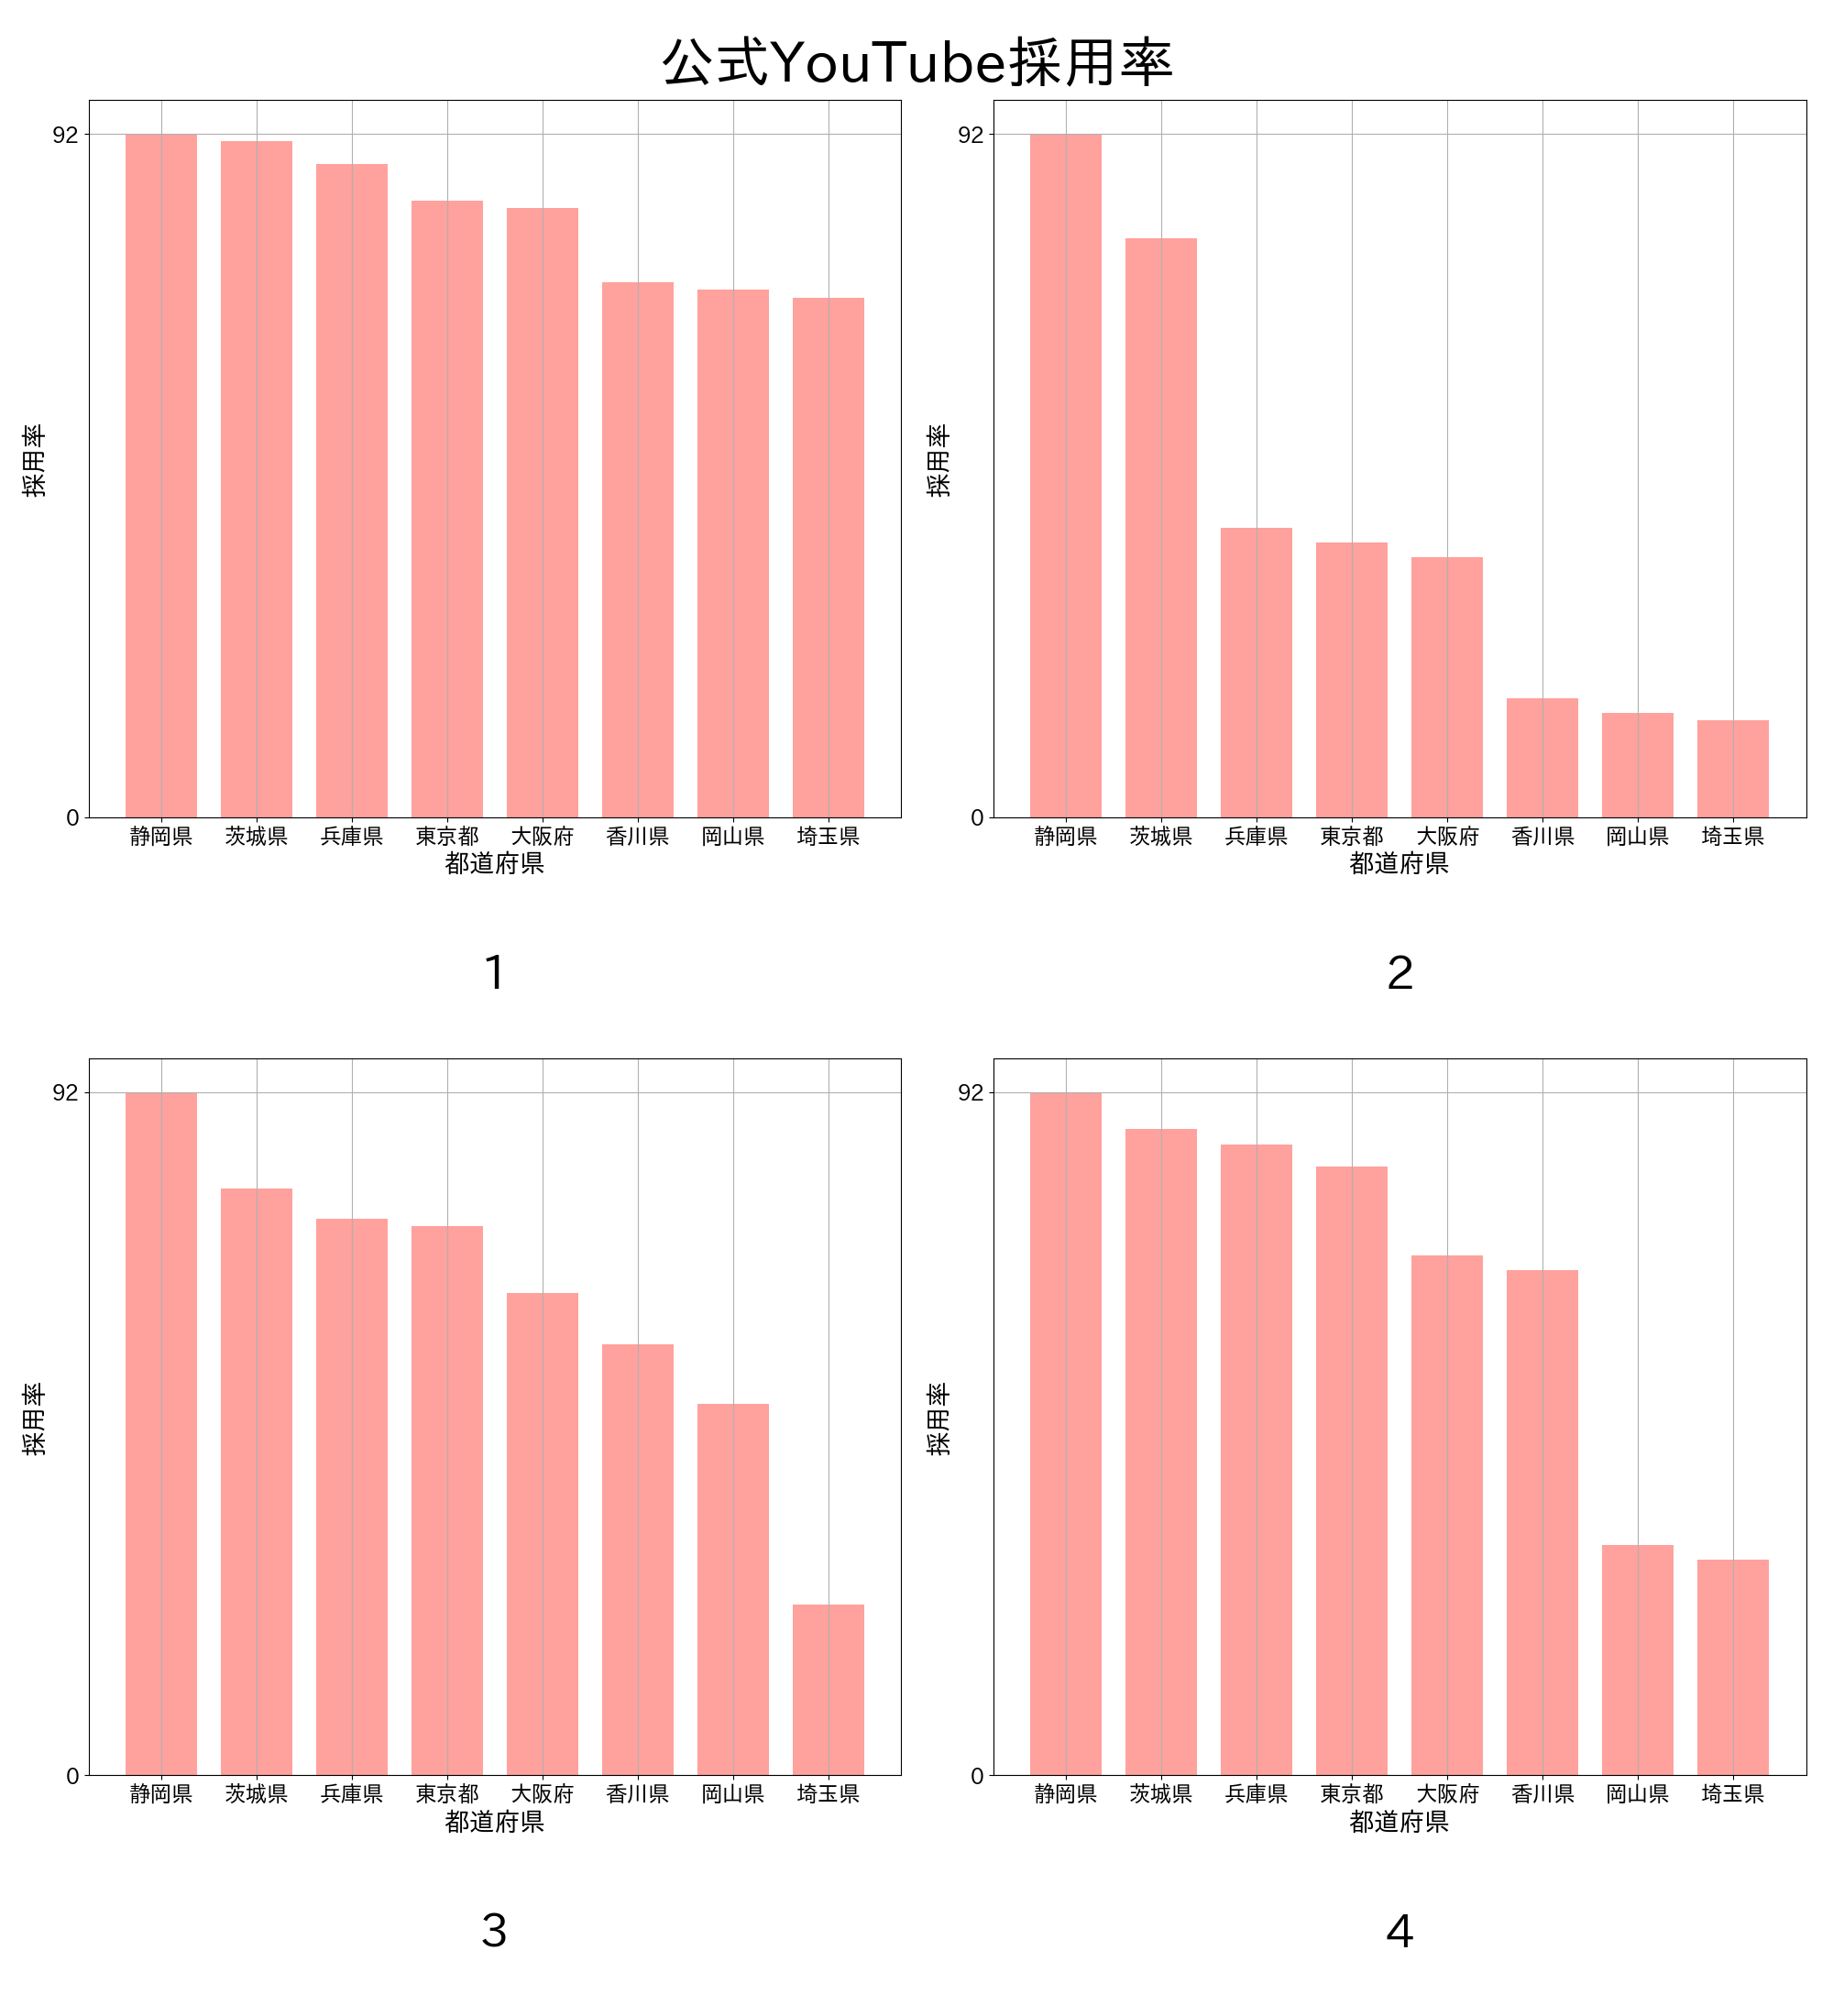 公式YouTube採用率
92
採用率
0
静岡県 茨城県 兵庫県 東京都 大阪府 香川県 岡山県 埼玉県
都道府県
1
92
採用率
0
静岡県 茨城県 兵庫県 東京都 大阪府 香川県 岡山県 埼玉県
都道府県
2
92
採用率
0
静岡県 茨城県 兵庫県 東京都 大阪府 香川県 岡山県 埼玉県
都道府県
3
92
採用率
0
静岡県 茨城県 兵庫県 東京都 大阪府 香川県 岡山県 埼玉県
都道府県
4